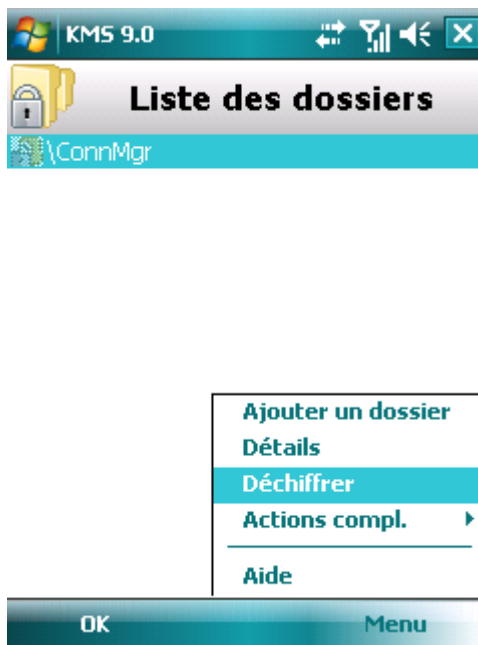 KMS 9.0
Liste des dossiers
\ConnMgr
Ajouter un dossier
Détails
Déchiffrer
Actions compl.
Aide
OK Menu